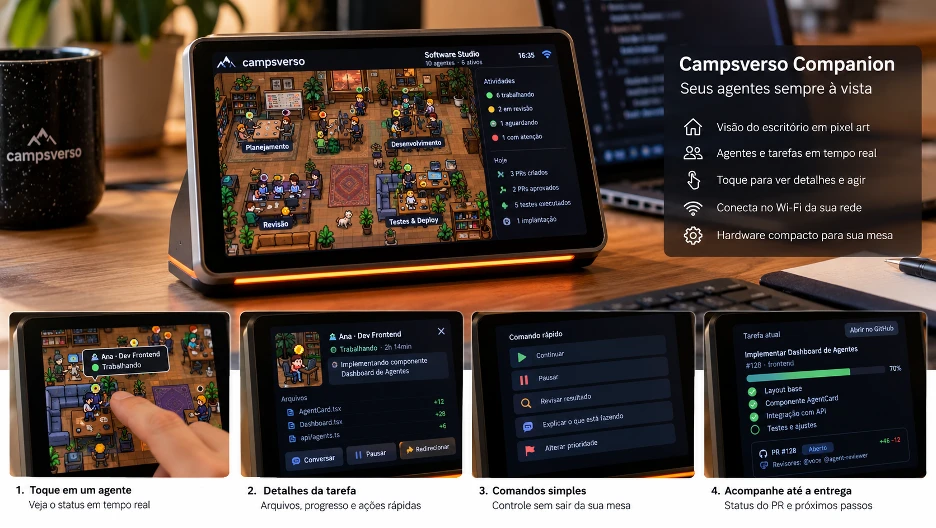 campsverso
campsverso
Software Studio
10 agentes · 6 ativos
16:35
Planejamento
Desenvolvimento
Revisão
Testes & Deploy
Atividades
6 trabalhando
2 em revisão
1 aguardando
1 com atenção
Hoje
3 PRs criados
2 PRs aprovados
5 testes executados
1 implantação
Campsverso Companion
Seus agentes sempre à vista
Visão do escritório em pixel art
Agentes e tarefas em tempo real
Toque para ver detalhes e agir
Conecta no Wi-Fi da sua rede
Hardware compacto para sua mesa
Ana · Dev Frontend
Trabalhando
1. Toque em um agente
Veja o status em tempo real
Ana · Dev Frontend
Trabalhando · 2h 14min
Implementando componente
Dashboard de Agentes
Arquivos
AgentCard.tsx +12
Dashboard.tsx +28
api/agents.ts +6
Conversar
Pausar
Redirecionar
2. Detalhes da tarefa
Arquivos, progresso e ações rápidas
Comando rápido
Continuar
Pausar
Revisar resultado
Explicar o que está fazendo
Alterar prioridade
3. Comandos simples
Controle sem sair da sua mesa
Tarefa atual
Abrir no GitHub
Implementar Dashboard de Agentes
#128 · frontend
70%
Layout base
Componente AgentCard
Integração com API
Testes e ajustes
PR #128 Aberto +46 -12
Revisores: @você, @agent-reviewer
4. Acompanhe até a entrega
Status do PR e próximos passos